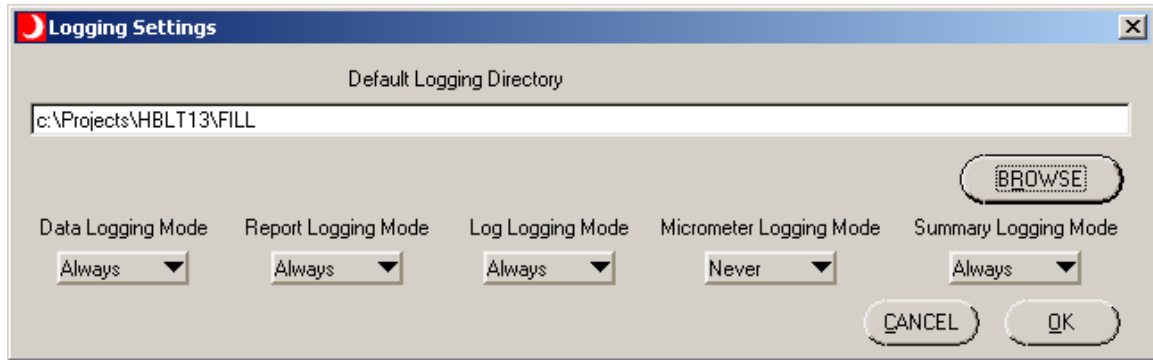 Logging Settings
Default Logging Directory
c:\Projects\HBLT13\FILL
BROWSE
Data Logging Mode Report Logging Mode Log Logging Mode Micrometer Logging Mode Summary Logging Mode
Always Always Always Never Always
CANCEL OK